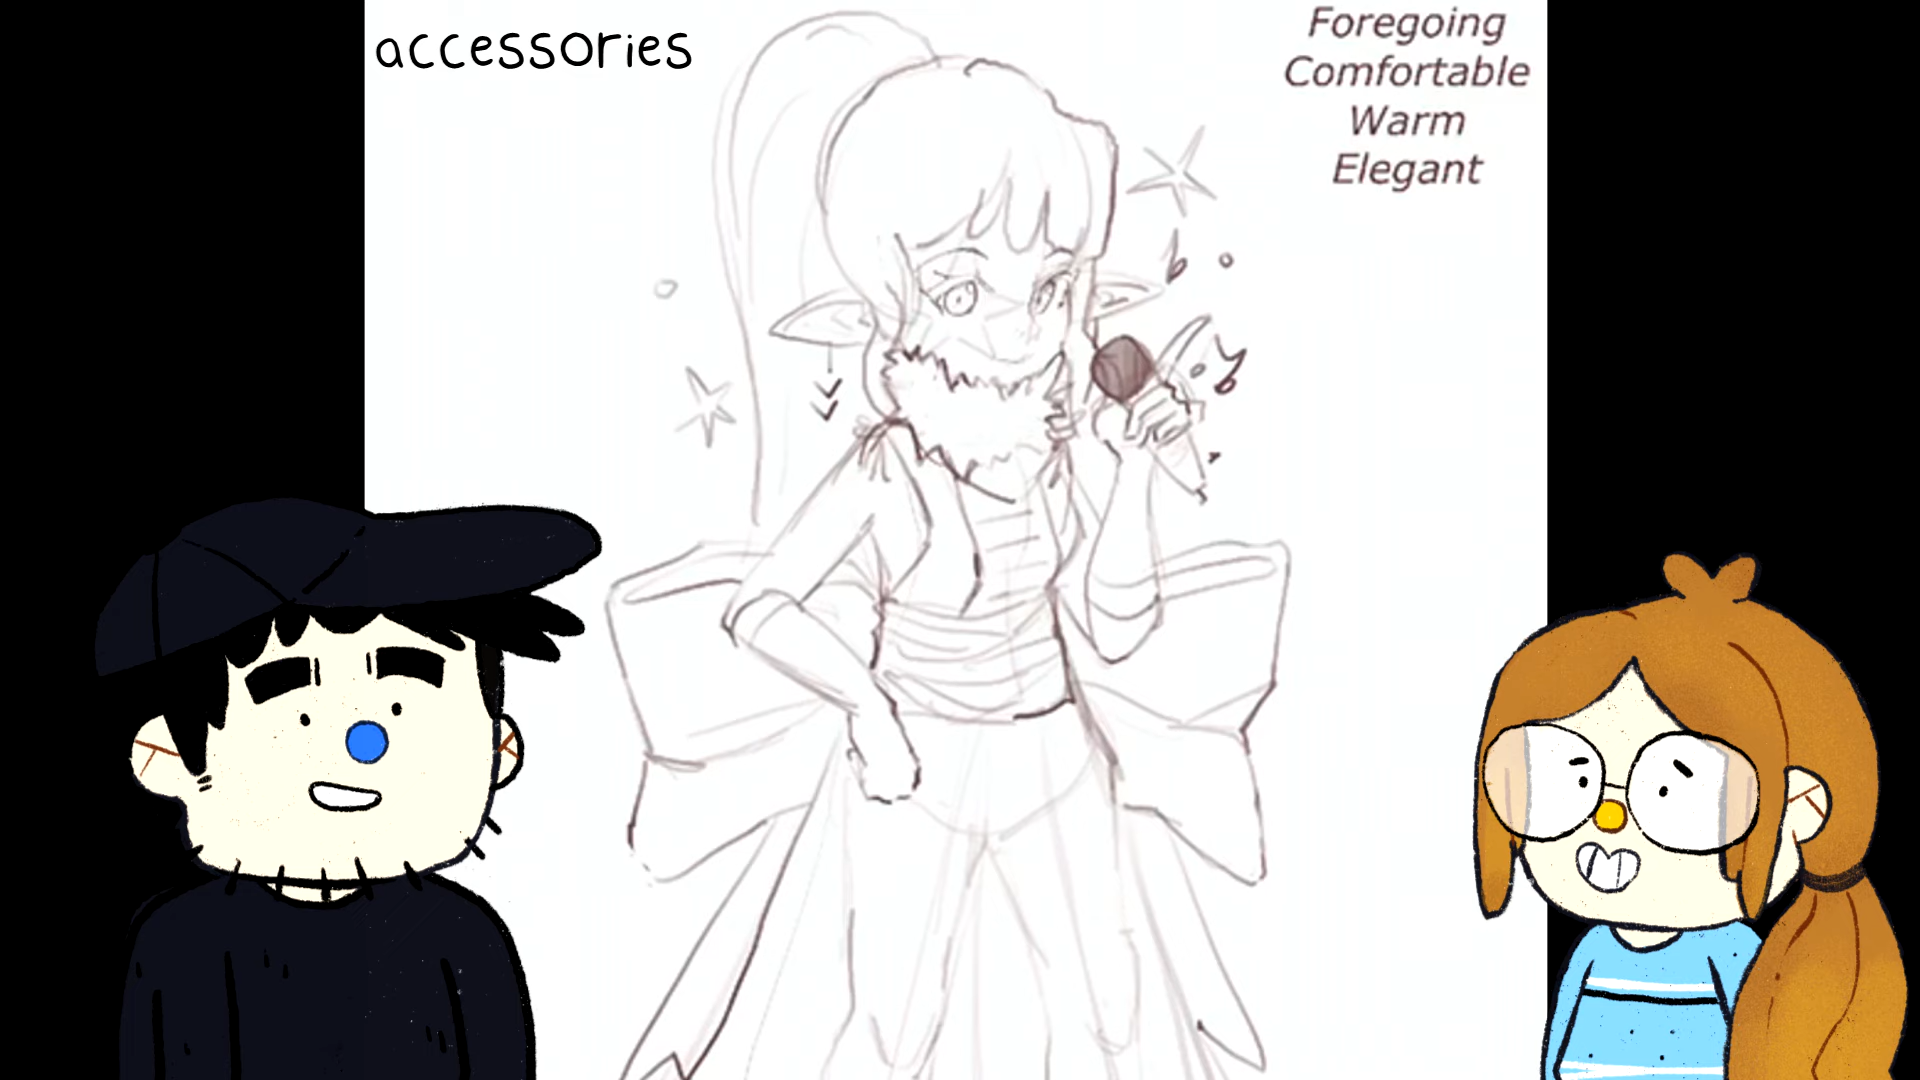 accessories
Foregoing
Comfortable
Warm
Elegant